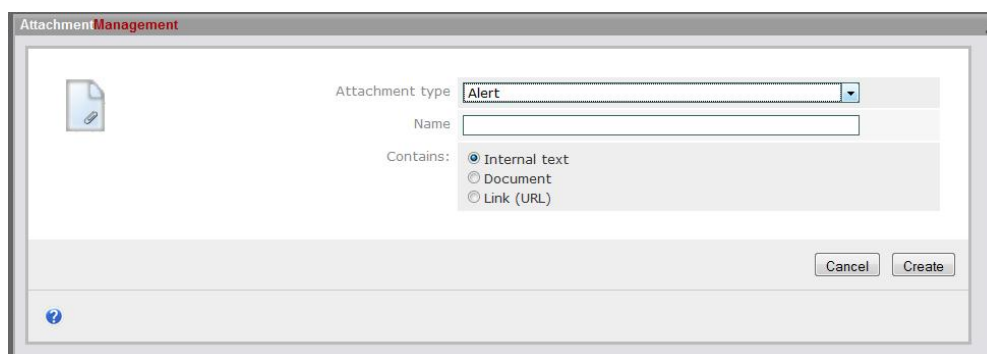 AttachmentManagement
Attachment type Alert
Name
Contains: Internal text
Document
Link (URL)
Cancel Create
?